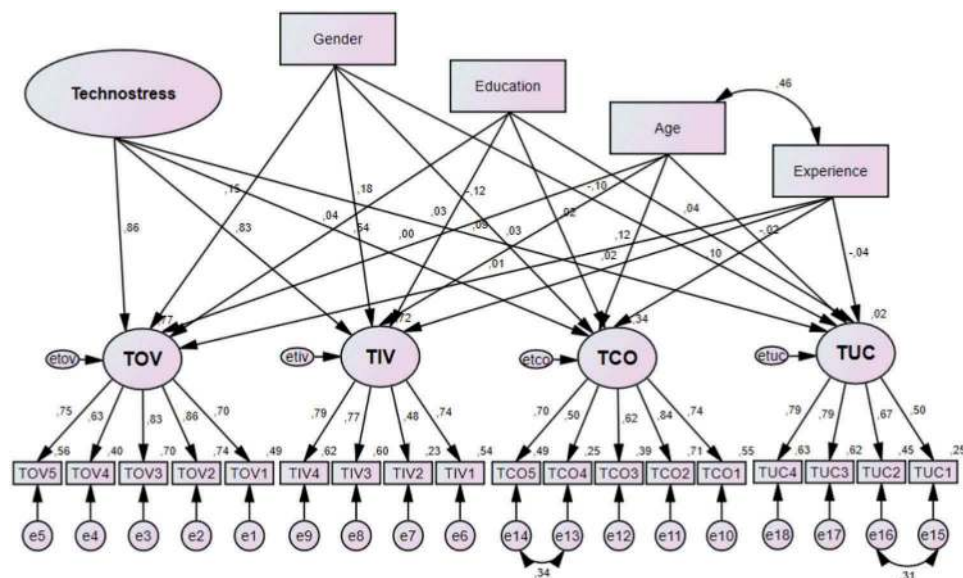 Gender
,46
Technostress
Education
Age
Experience
,15 ,18 -,12 -,10
,86 ,83 ,04 ,54 ,03 ,03 ,02 ,04
,00 ,09 ,12 -,02
,01 ,02 ,10 -,04
,77 ,72 ,34 ,02
etov TOV etiv TIV etco TCO etuc TUC
,75 ,63 ,83 ,86 ,70 ,79 ,77 ,48 ,74 ,70 ,50 ,62 ,84 ,74 ,79 ,79 ,67 ,50
,56 ,40 ,70 ,74 ,49 ,62 ,60 ,23 ,54 ,49 ,25 ,39 ,71 ,55 ,63 ,62 ,45 ,25
TOV5 TOV4 TOV3 TOV2 TOV1 TIV4 TIV3 TIV2 TIV1 TCO5 TCO4 TCO3 TCO2 TCO1 TUC4 TUC3 TUC2 TUC1
e5 e4 e3 e2 e1 e9 e8 e7 e6 e14 e13 e12 e11 e10 e18 e17 e16 e15
,34 ,31